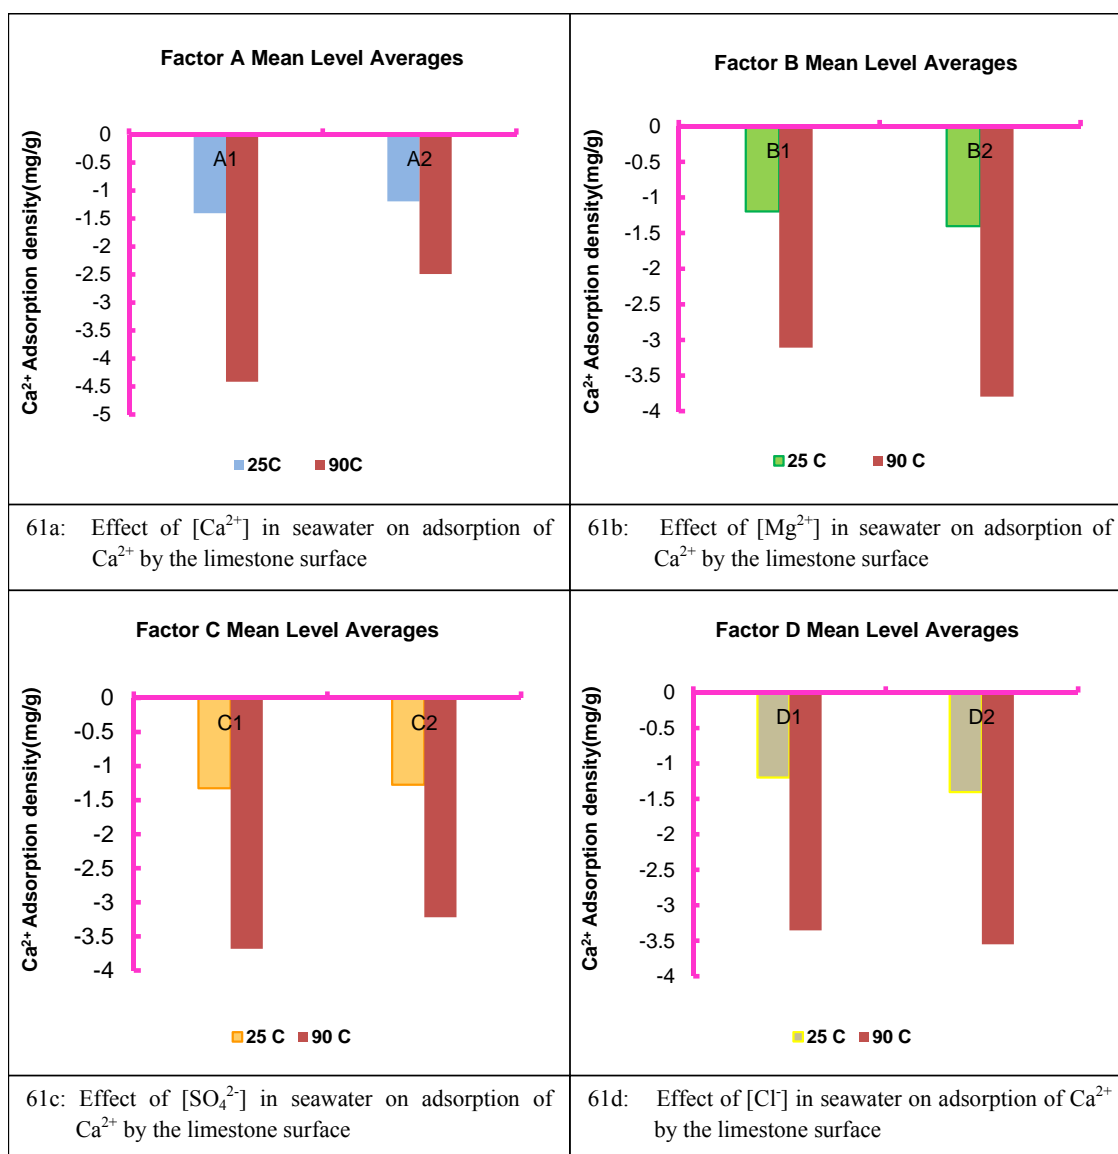 Factor A Mean Level Averages
Ca²⁺ Adsorption density(mg/g)
0
-0.5
-1
-1.5
-2
-2.5
-3
-3.5
-4
-4.5
-5
A1 A2
25C 90C
61a: Effect of [Ca²⁺] in seawater on adsorption of
Ca²⁺ by the limestone surface
Factor B Mean Level Averages
Ca²⁺ Adsorption density(mg/g)
0
-0.5
-1
-1.5
-2
-2.5
-3
-3.5
-4
B1 B2
25 C 90 C
61b: Effect of [Mg²⁺] in seawater on adsorption of
Ca²⁺ by the limestone surface
Factor C Mean Level Averages
Ca²⁺ Adsorption density(mg/g)
0
-0.5
-1
-1.5
-2
-2.5
-3
-3.5
-4
C1 C2
25 C 90 C
61c: Effect of [SO₄²⁻] in seawater on adsorption of
Ca²⁺ by the limestone surface
Factor D Mean Level Averages
Ca²⁺ Adsorption density(mg/g)
0
-0.5
-1
-1.5
-2
-2.5
-3
-3.5
-4
D1 D2
25 C 90 C
61d: Effect of [Cl⁻] in seawater on adsorption of Ca²⁺
by the limestone surface